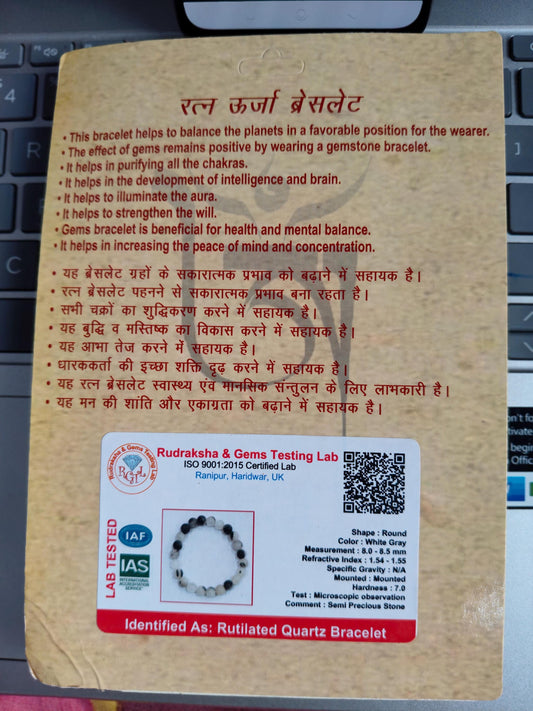 रत्न ऊर्जा ब्रेसलेट
• This bracelet helps to balance the planets in a favorable position for the wearer.
• The effect of gems remains positive by wearing a gemstone bracelet.
• It helps in purifying all the chakras.
• It helps in the development of intelligence and brain.
• It helps to illuminate the aura.
• It helps to strengthen the will.
• Gems bracelet is beneficial for health and mental balance.
• It helps in increasing the peace of mind and concentration.
• यह ब्रेसलेट ग्रहों के सकारात्मक प्रभाव को बढ़ाने में सहायक है।
• रत्न ब्रेसलेट पहनने से सकारात्मक प्रभाव बना रहता है।
• सभी चक्रों का शुद्धिकरण करने में सहायक है।
• यह बुद्धि व मस्तिष्क का विकास करने में सहायक है।
• यह आभा तेज करने में सहायक है।
• धारककर्ता की इच्छा शक्ति दृढ़ करने में सहायक है।
• यह रत्न ब्रेसलेट स्वास्थ्य एंव मानसिक संन्तुलन के लिए लाभकारी है।
• यह मन की शांति और एकाग्रता को बढ़ाने में सहायक है।
Rudraksha & Gems Testing Lab
ISO 9001:2015 Certified Lab
Ranipur, Haridwar, UK
Rudraksha & Gems Testing Lab
RGTL
LAB TESTED
IAF
IAS
INTERNATIONAL
ACCREDITATION
SERVICE
Shape : Round
Color : White Gray
Measurement : 8.0 - 8.5 mm
Refractive Index : 1.54 - 1.55
Specific Gravity : N/A
Mounted : Mounted
Hardness : 7.0
Test : Microscopic observation
Comment : Semi Precious Stone
Identified As: Rutilated Quartz Bracelet